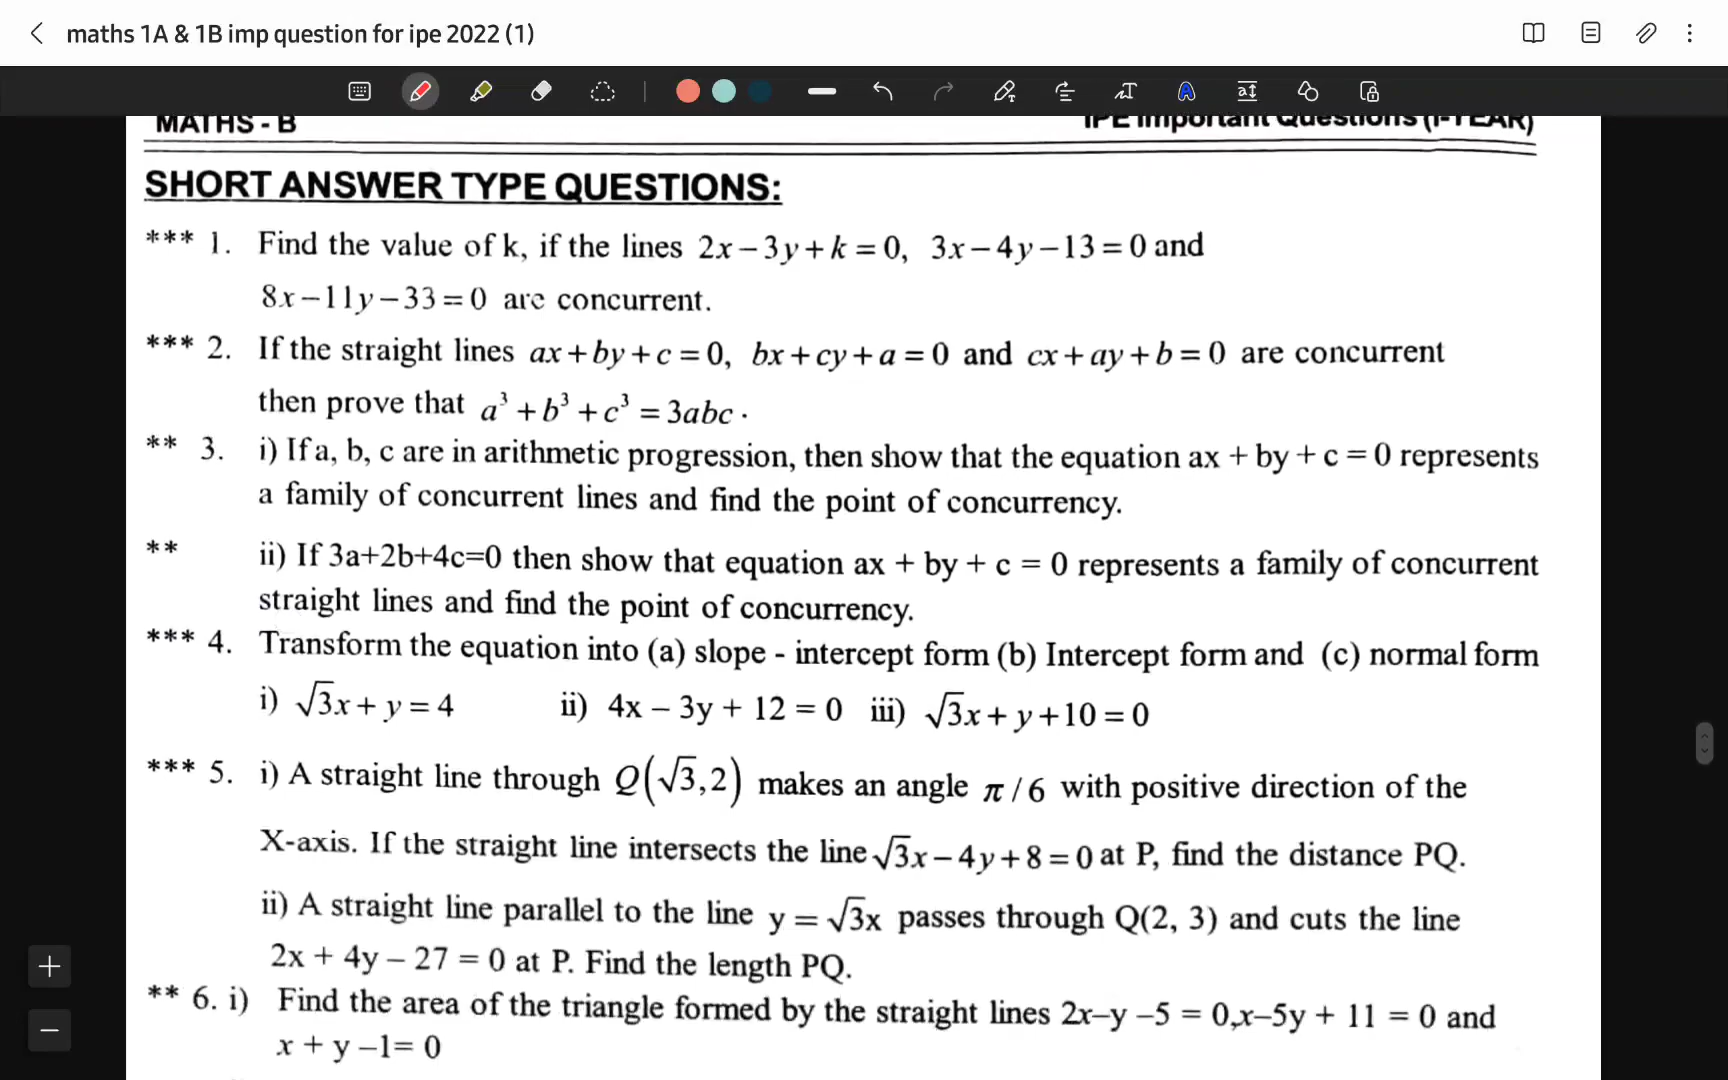 maths 1A & 1B imp question for ipe 2022 (1)
MATHS - B IPE Important Questions (I-YEAR)
SHORT ANSWER TYPE QUESTIONS:
*** 1. Find the value of k, if the lines 2x−3y+k=0, 3x−4y−13=0 and
8x−11y−33=0 are concurrent.
*** 2. If the straight lines ax+by+c=0, bx+cy+a=0 and cx+ay+b=0 are concurrent
then prove that a³+b³+c³=3abc.
** 3. i) If a, b, c are in arithmetic progression, then show that the equation ax + by + c = 0 represents
a family of concurrent lines and find the point of concurrency.
** ii) If 3a+2b+4c=0 then show that equation ax + by + c = 0 represents a family of concurrent
straight lines and find the point of concurrency.
*** 4. Transform the equation into (a) slope - intercept form (b) Intercept form and (c) normal form
i) √3x+y=4 ii) 4x – 3y + 12 = 0 iii) √3x+y+10=0
*** 5. i) A straight line through Q(√3,2) makes an angle π/6 with positive direction of the
X-axis. If the straight line intersects the line √3x−4y+8=0 at P, find the distance PQ.
ii) A straight line parallel to the line y=√3x passes through Q(2, 3) and cuts the line
2x + 4y – 27 = 0 at P. Find the length PQ.
** 6. i) Find the area of the triangle formed by the straight lines 2x–y –5 = 0,x–5y + 11 = 0 and
x + y –1= 0